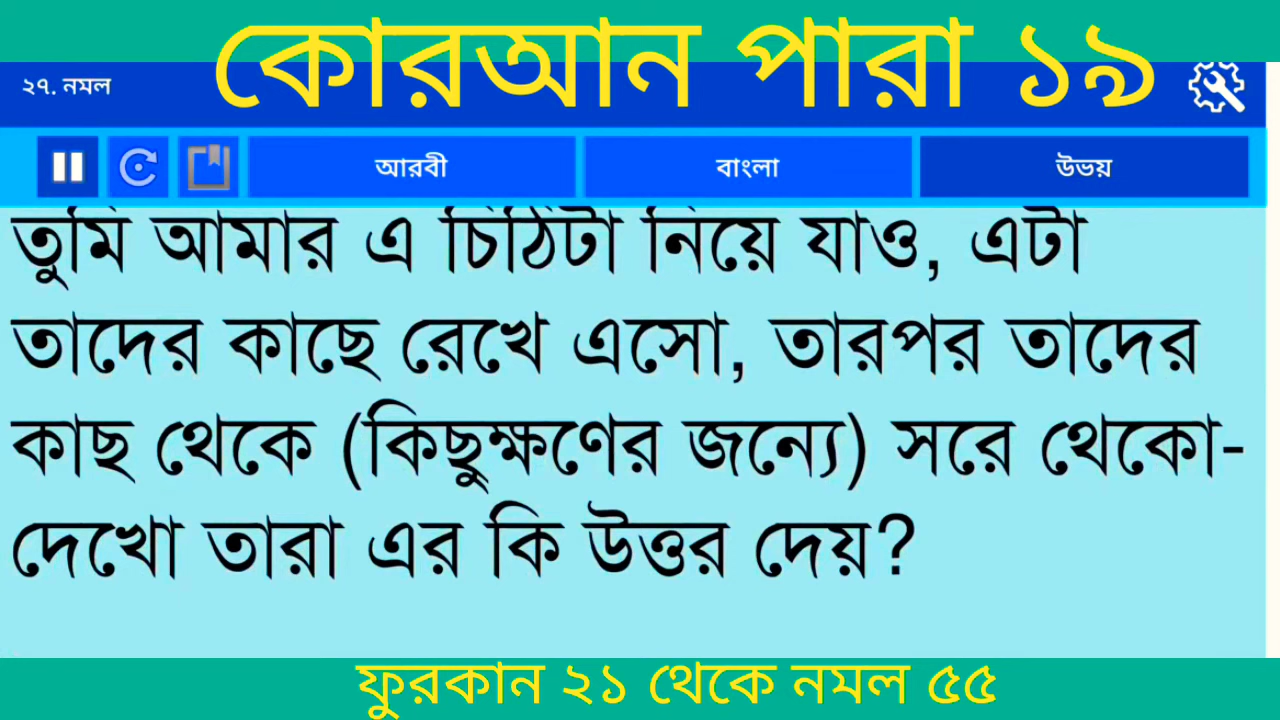 কোরআন পারা ১৯
২৭. নমল
আরবী বাংলা উভয়
তুমি আমার এ চিঠিটা নিয়ে যাও, এটা
তাদের কাছে রেখে এসো, তারপর তাদের
কাছ থেকে (কিছুক্ষণের জন্যে) সরে থেকো-
দেখো তারা এর কি উত্তর দেয়?
ফুরকান ২১ থেকে নমল ৫৫